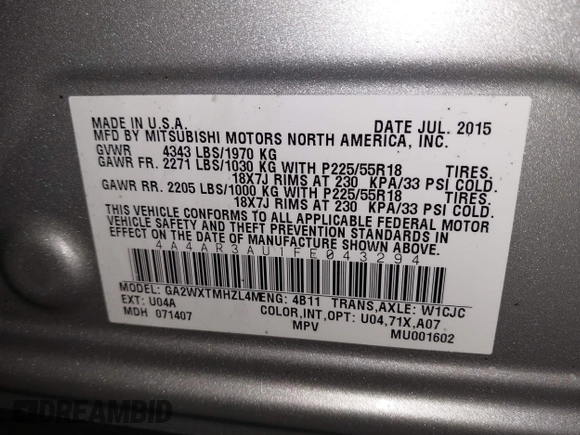 MADE IN U.S.A. DATE JUL. 2015
MFD BY MITSUBISHI MOTORS NORTH AMERICA, INC.
GVWR 4343 LBS/1970 KG
GAWR FR. 2271 LBS/1030 KG WITH P225/55R18 TIRES,
18X7J RIMS AT 230 KPA/33 PSI COLD.
GAWR RR. 2205 LBS/1000 KG WITH P225/55R18 TIRES,
18X7J RIMS AT 230 KPA/33 PSI COLD.
THIS VEHICLE CONFORMS TO ALL APPLICABLE FEDERAL MOTOR
VEHICLE SAFETY AND THEFT PREVENTION STANDARDS IN
EFFECT ON THE DATE OF MANUFACTURE SHOWN ABOVE.
4A4AR3AU1FE043294
MODEL: GA2WXTMHZL4M ENG: 4B11 TRANS,AXLE: W1CJC
EXT: U04A COLOR,INT,OPT: U04,71X,A07
MDH 071407 MPV MU001602
DREAMBID